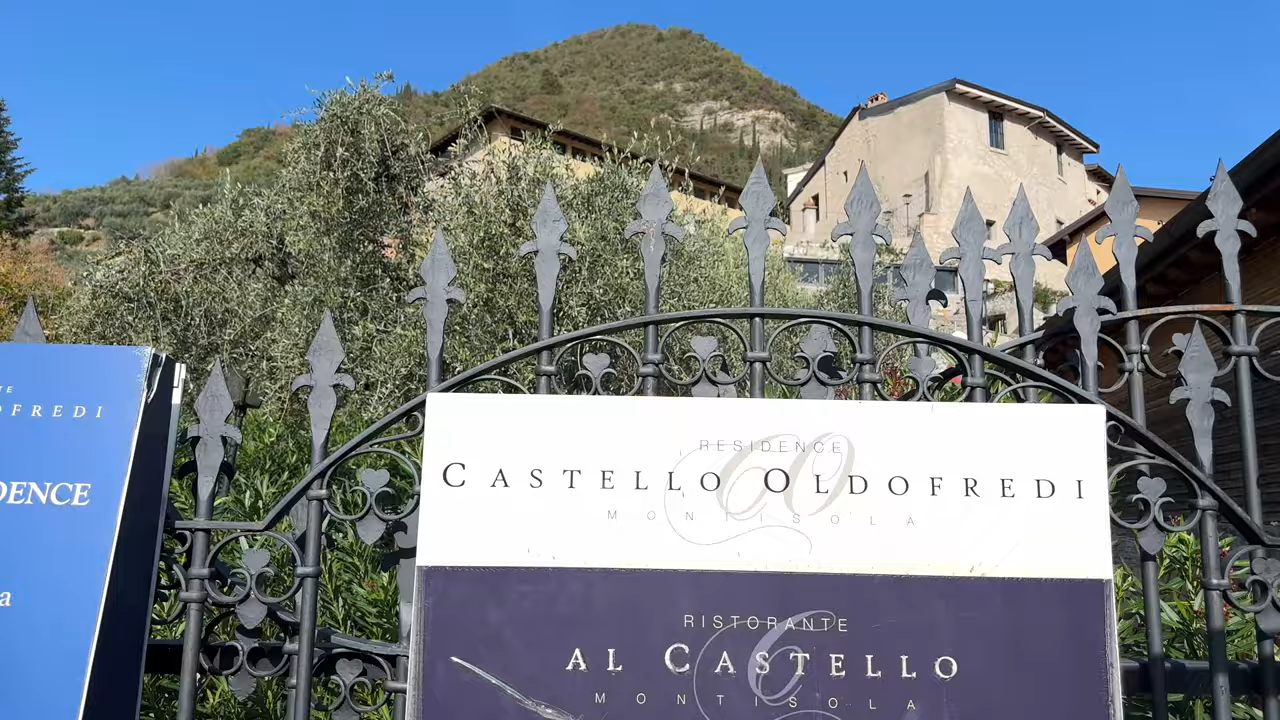 OFREDI
DENCE
a
RESIDENCE
CASTELLO OLDOFREDI
MONTISOLA
RISTORANTE
AL CASTELLO
MONTISOLA